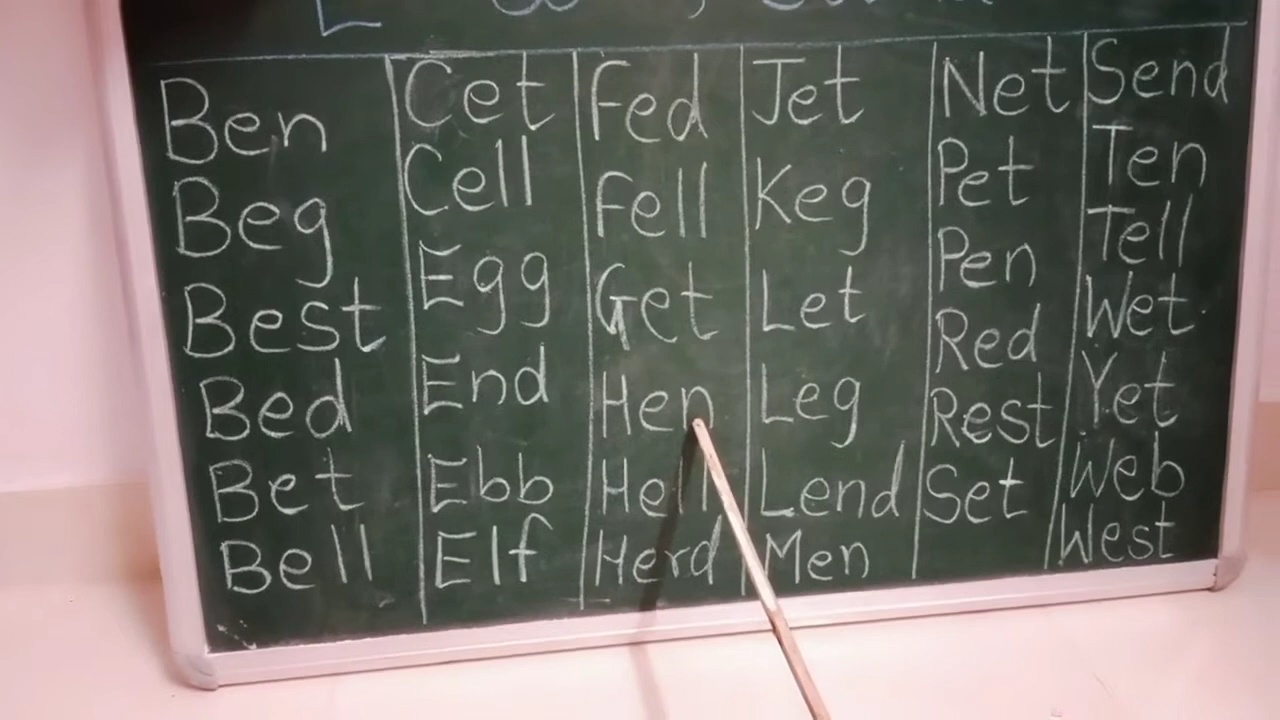 Ben
Beg
Best
Bed
Bet
Bell
Cet
Cell
Egg
End
Ebb
Elf
Fed
Fell
Get
Hen
Hell
Herd
Jet
Keg
Let
Leg
Lend
Men
Net
Pet
Pen
Red
Rest
Set
Send
Ten
Tell
Wet
Yet
Web
West